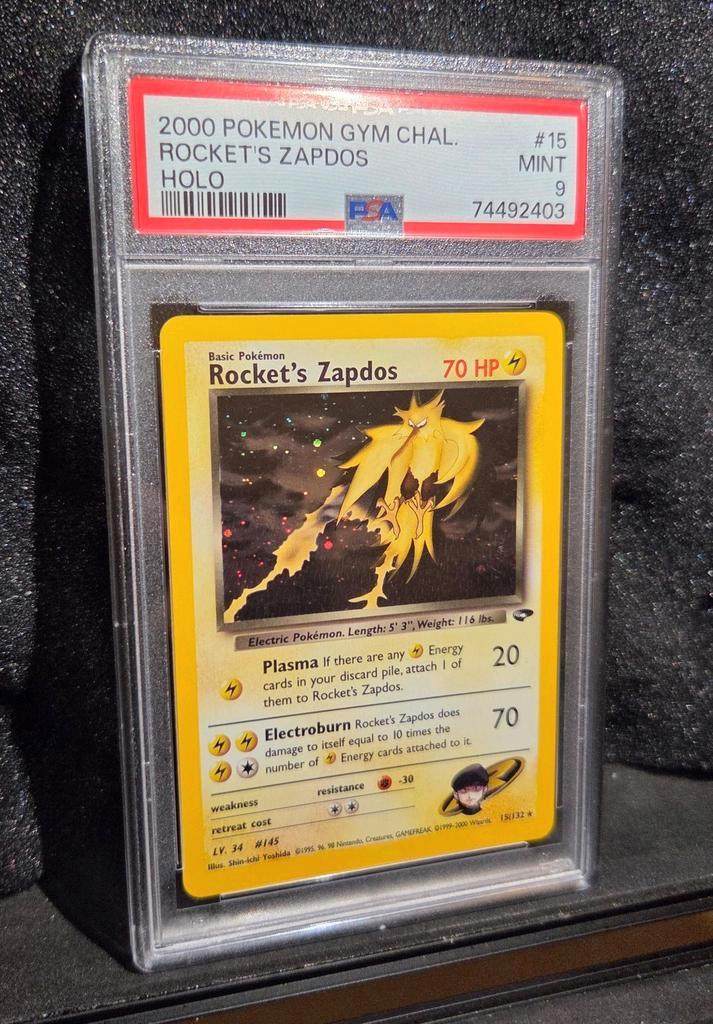 2000 POKEMON GYM CHAL. #15
ROCKET'S ZAPDOS MINT
HOLO 9
PSA 74492403
Basic Pokémon
Rocket's Zapdos 70 HP
Electric Pokémon. Length: 5' 3", Weight: 116 lbs.
Plasma If there are any Energy
cards in your discard pile, attach 1 of
them to Rocket's Zapdos.
20
Electroburn Rocket's Zapdos does
damage to itself equal to 10 times the
number of Energy cards attached to it.
70
weakness resistance -30
retreat cost
LV. 34 #145
15/132 ★
Illus. Shin-ichi Yoshida ©1995, 96, 98 Nintendo, Creatures, GAMEFREAK. ©1999-2000 Wizards.